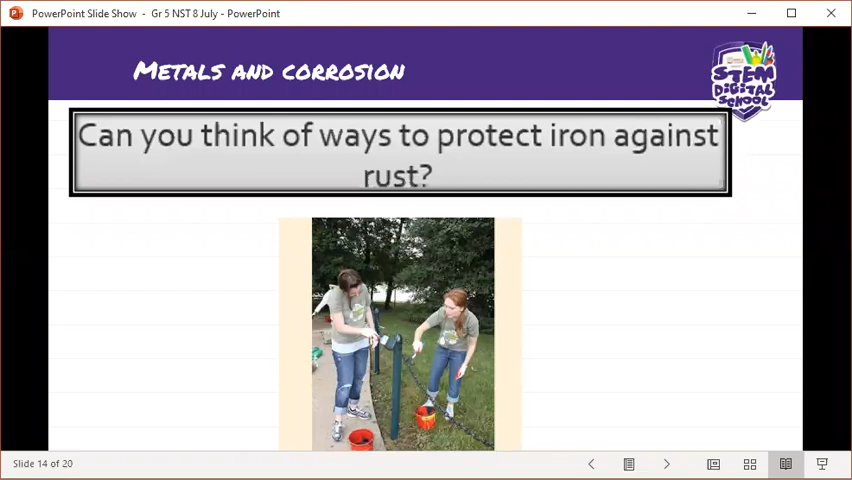 PowerPoint Slide Show - Gr 5 NST 8 July - PowerPoint
Metals and corrosion
STEM
DIGITAL
SCHOOL
Can you think of ways to protect iron against
rust?
Slide 14 of 20